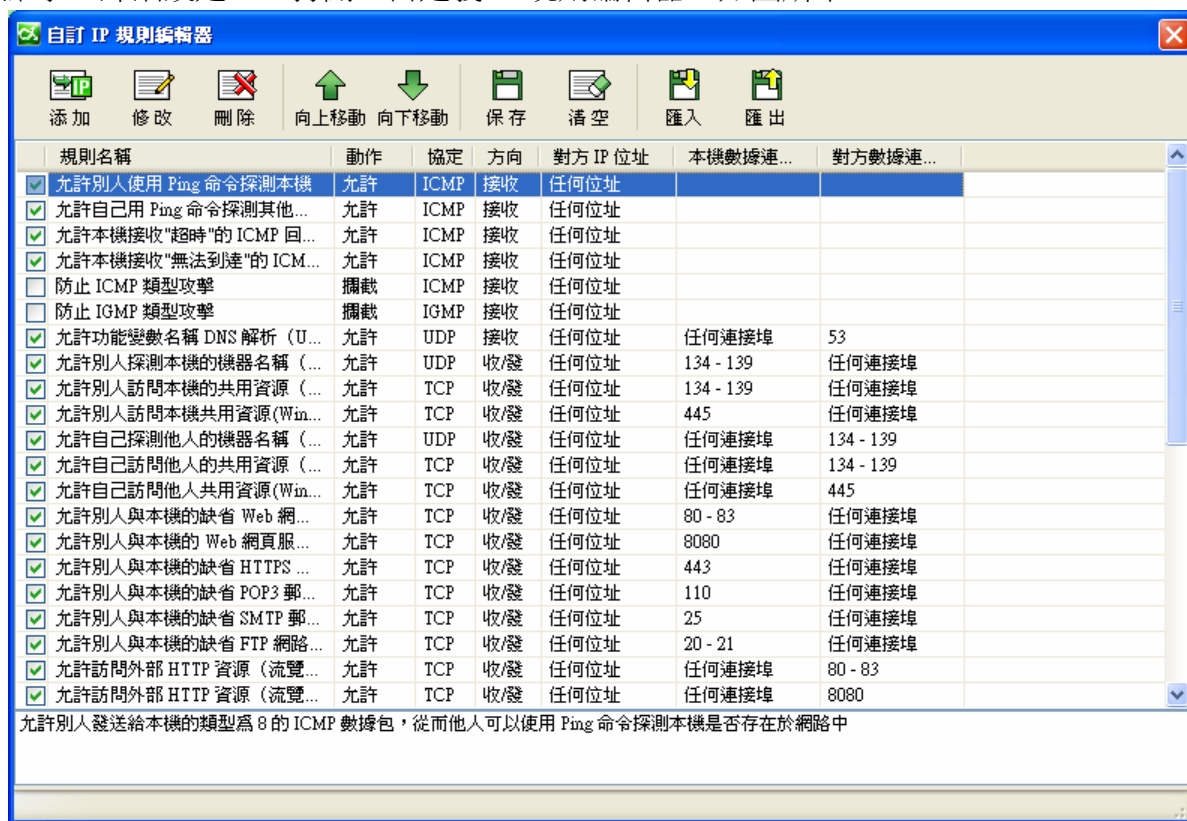 自訂 IP 規則編輯器
添 加 修 改 刪 除 向上移動 向下移動 保 存 清 空 匯入 匯 出
規則名稱 動作 協定 方向 對方 IP 位址 本機數據連... 對方數據連...
允許別人使用 Ping 命令探測本機 允許 ICMP 接收 任何位址
允許自己用 Ping 命令探測其他... 允許 ICMP 接收 任何位址
允許本機接收"超時"的 ICMP 回... 允許 ICMP 接收 任何位址
允許本機接收"無法到達"的 ICM... 允許 ICMP 接收 任何位址
防止 ICMP 類型攻擊 攔截 ICMP 接收 任何位址
防止 IGMP 類型攻擊 攔截 IGMP 接收 任何位址
允許功能變數名稱 DNS 解析（U... 允許 UDP 接收 任何位址 任何連接埠 53
允許別人探測本機的機器名稱（... 允許 UDP 收/發 任何位址 134 - 139 任何連接埠
允許別人訪問本機的共用資源（... 允許 TCP 收/發 任何位址 134 - 139 任何連接埠
允許別人訪問本機共用資源(Win... 允許 TCP 收/發 任何位址 445 任何連接埠
允許自己探測他人的機器名稱（... 允許 UDP 收/發 任何位址 任何連接埠 134 - 139
允許自己訪問他人的共用資源（... 允許 TCP 收/發 任何位址 任何連接埠 134 - 139
允許自己訪問他人共用資源(Win... 允許 TCP 收/發 任何位址 任何連接埠 445
允許別人與本機的缺省 Web 網... 允許 TCP 收/發 任何位址 80 - 83 任何連接埠
允許別人與本機的 Web 網頁服... 允許 TCP 收/發 任何位址 8080 任何連接埠
允許別人與本機的缺省 HTTPS ... 允許 TCP 收/發 任何位址 443 任何連接埠
允許別人與本機的缺省 POP3 郵... 允許 TCP 收/發 任何位址 110 任何連接埠
允許別人與本機的缺省 SMTP 郵... 允許 TCP 收/發 任何位址 25 任何連接埠
允許別人與本機的缺省 FTP 網路... 允許 TCP 收/發 任何位址 20 - 21 任何連接埠
允許訪問外部 HTTP 資源（流覽... 允許 TCP 收/發 任何位址 任何連接埠 80 - 83
允許訪問外部 HTTP 資源（流覽... 允許 TCP 收/發 任何位址 任何連接埠 8080
允許別人發送給本機的類型為 8 的 ICMP 數據包，從而他人可以使用 Ping 命令探測本機是否存在於網路中